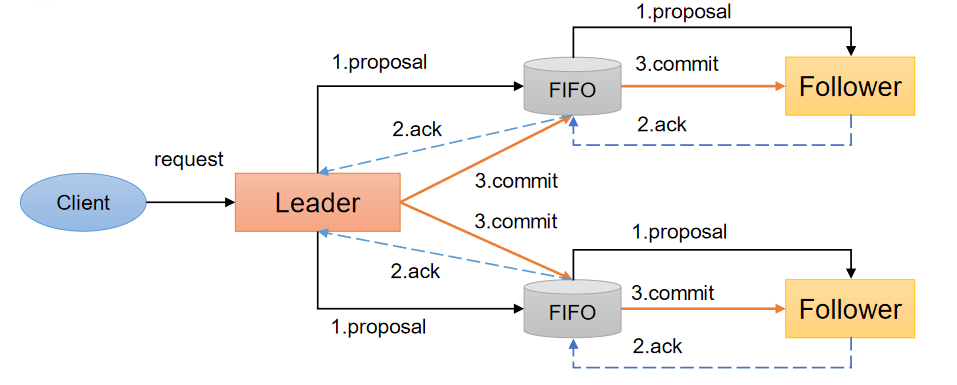 1.proposal
1.proposal
3.commit
FIFO
Follower
2.ack
2.ack
request
3.commit
Client
Leader
3.commit
1.proposal
2.ack
3.commit
FIFO
Follower
1.proposal
2.ack